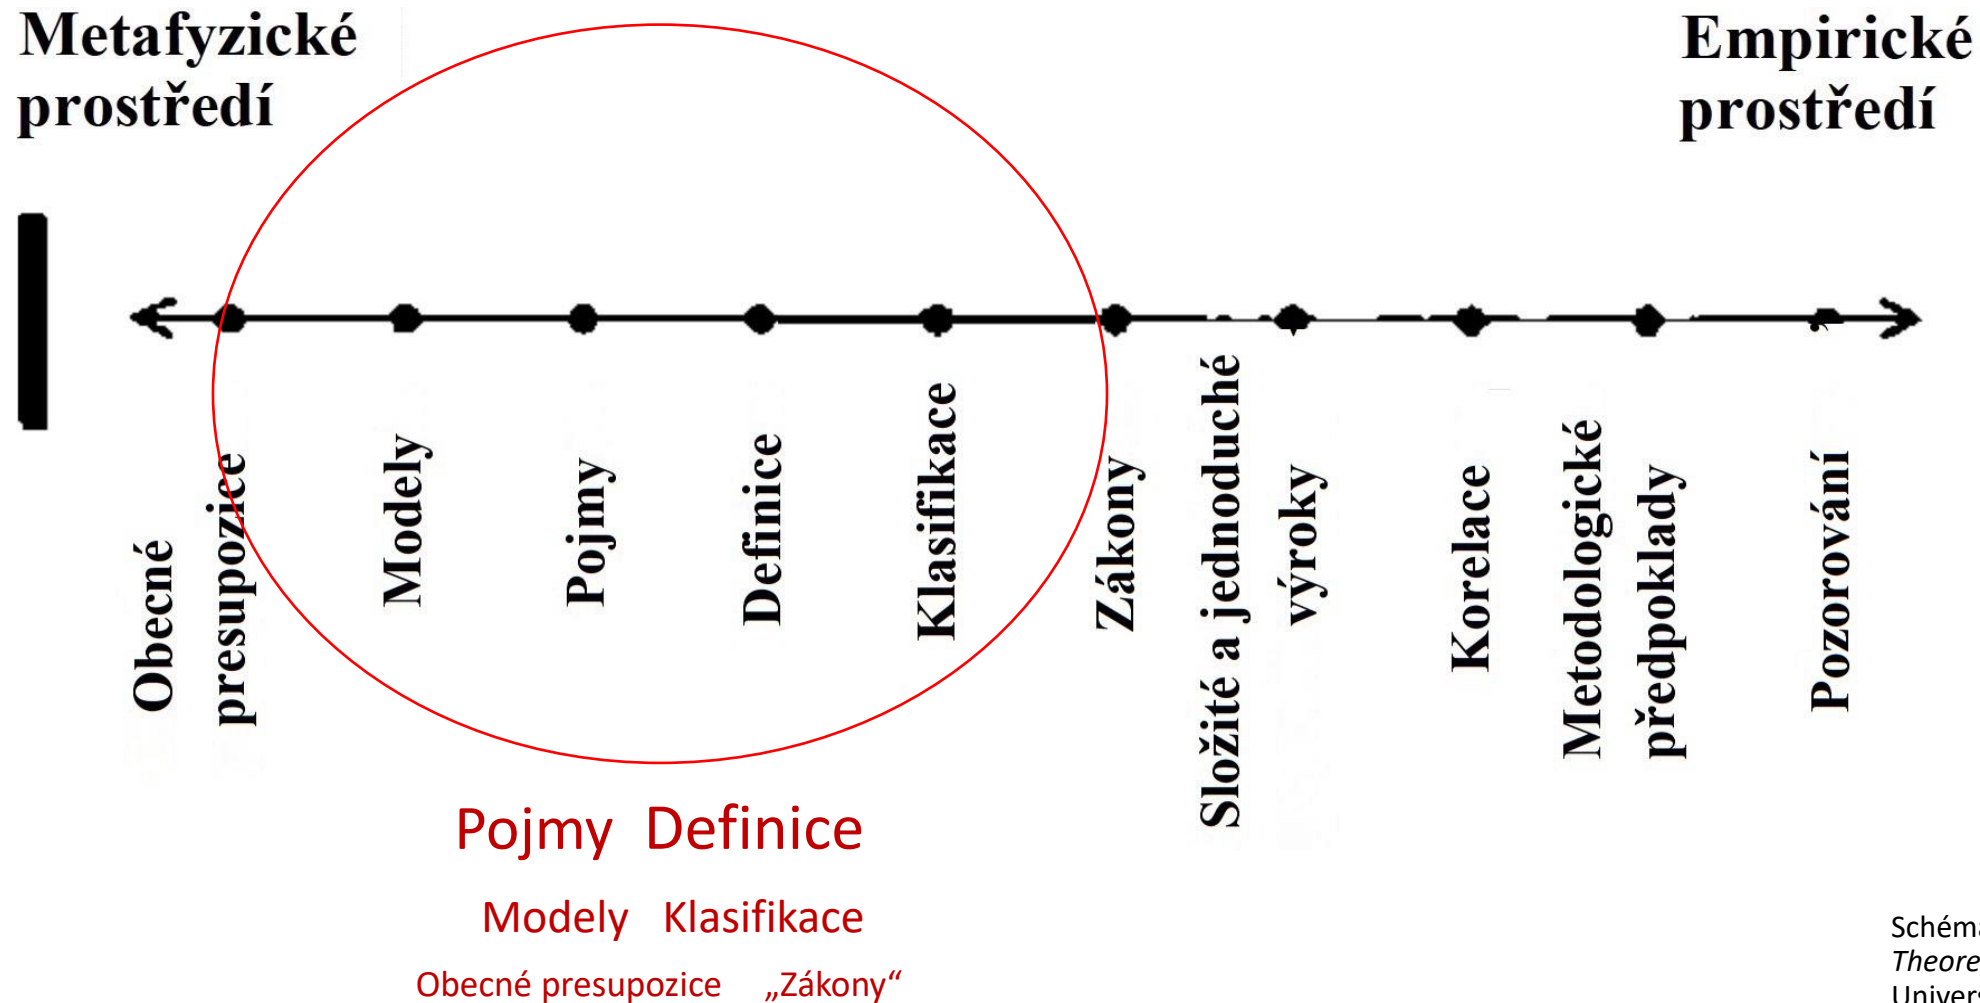 Metafyzické
prostředí
Empirické
prostředí
Obecné
presupozice
Modely
Pojmy
Definice
Klasifikace
Zákony
Složité a jednoduché
výroky
Korelace
Metodologické
předpoklady
Pozorování
Pojmy Definice
Modely Klasifikace
Obecné presupozice „Zákony“